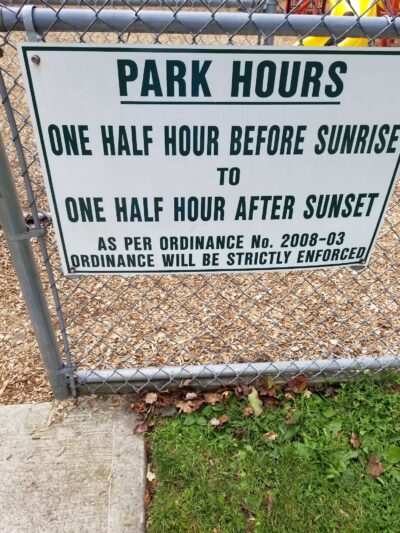 PARK HOURS
ONE HALF HOUR BEFORE SUNRISE
TO
ONE HALF HOUR AFTER SUNSET
AS PER ORDINANCE No. 2008-03
ORDINANCE WILL BE STRICTLY ENFORCED